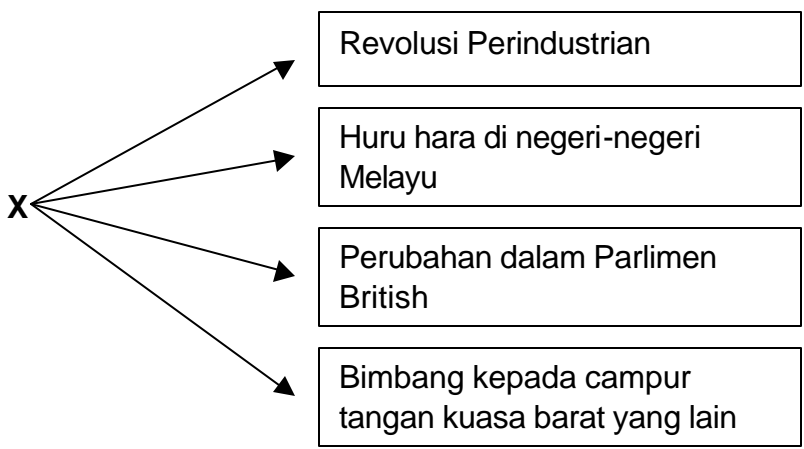 Revolusi Perindustrian
Huru hara di negeri-negeri
Melayu
X
Perubahan dalam Parlimen
British
Bimbang kepada campur
tangan kuasa barat yang lain